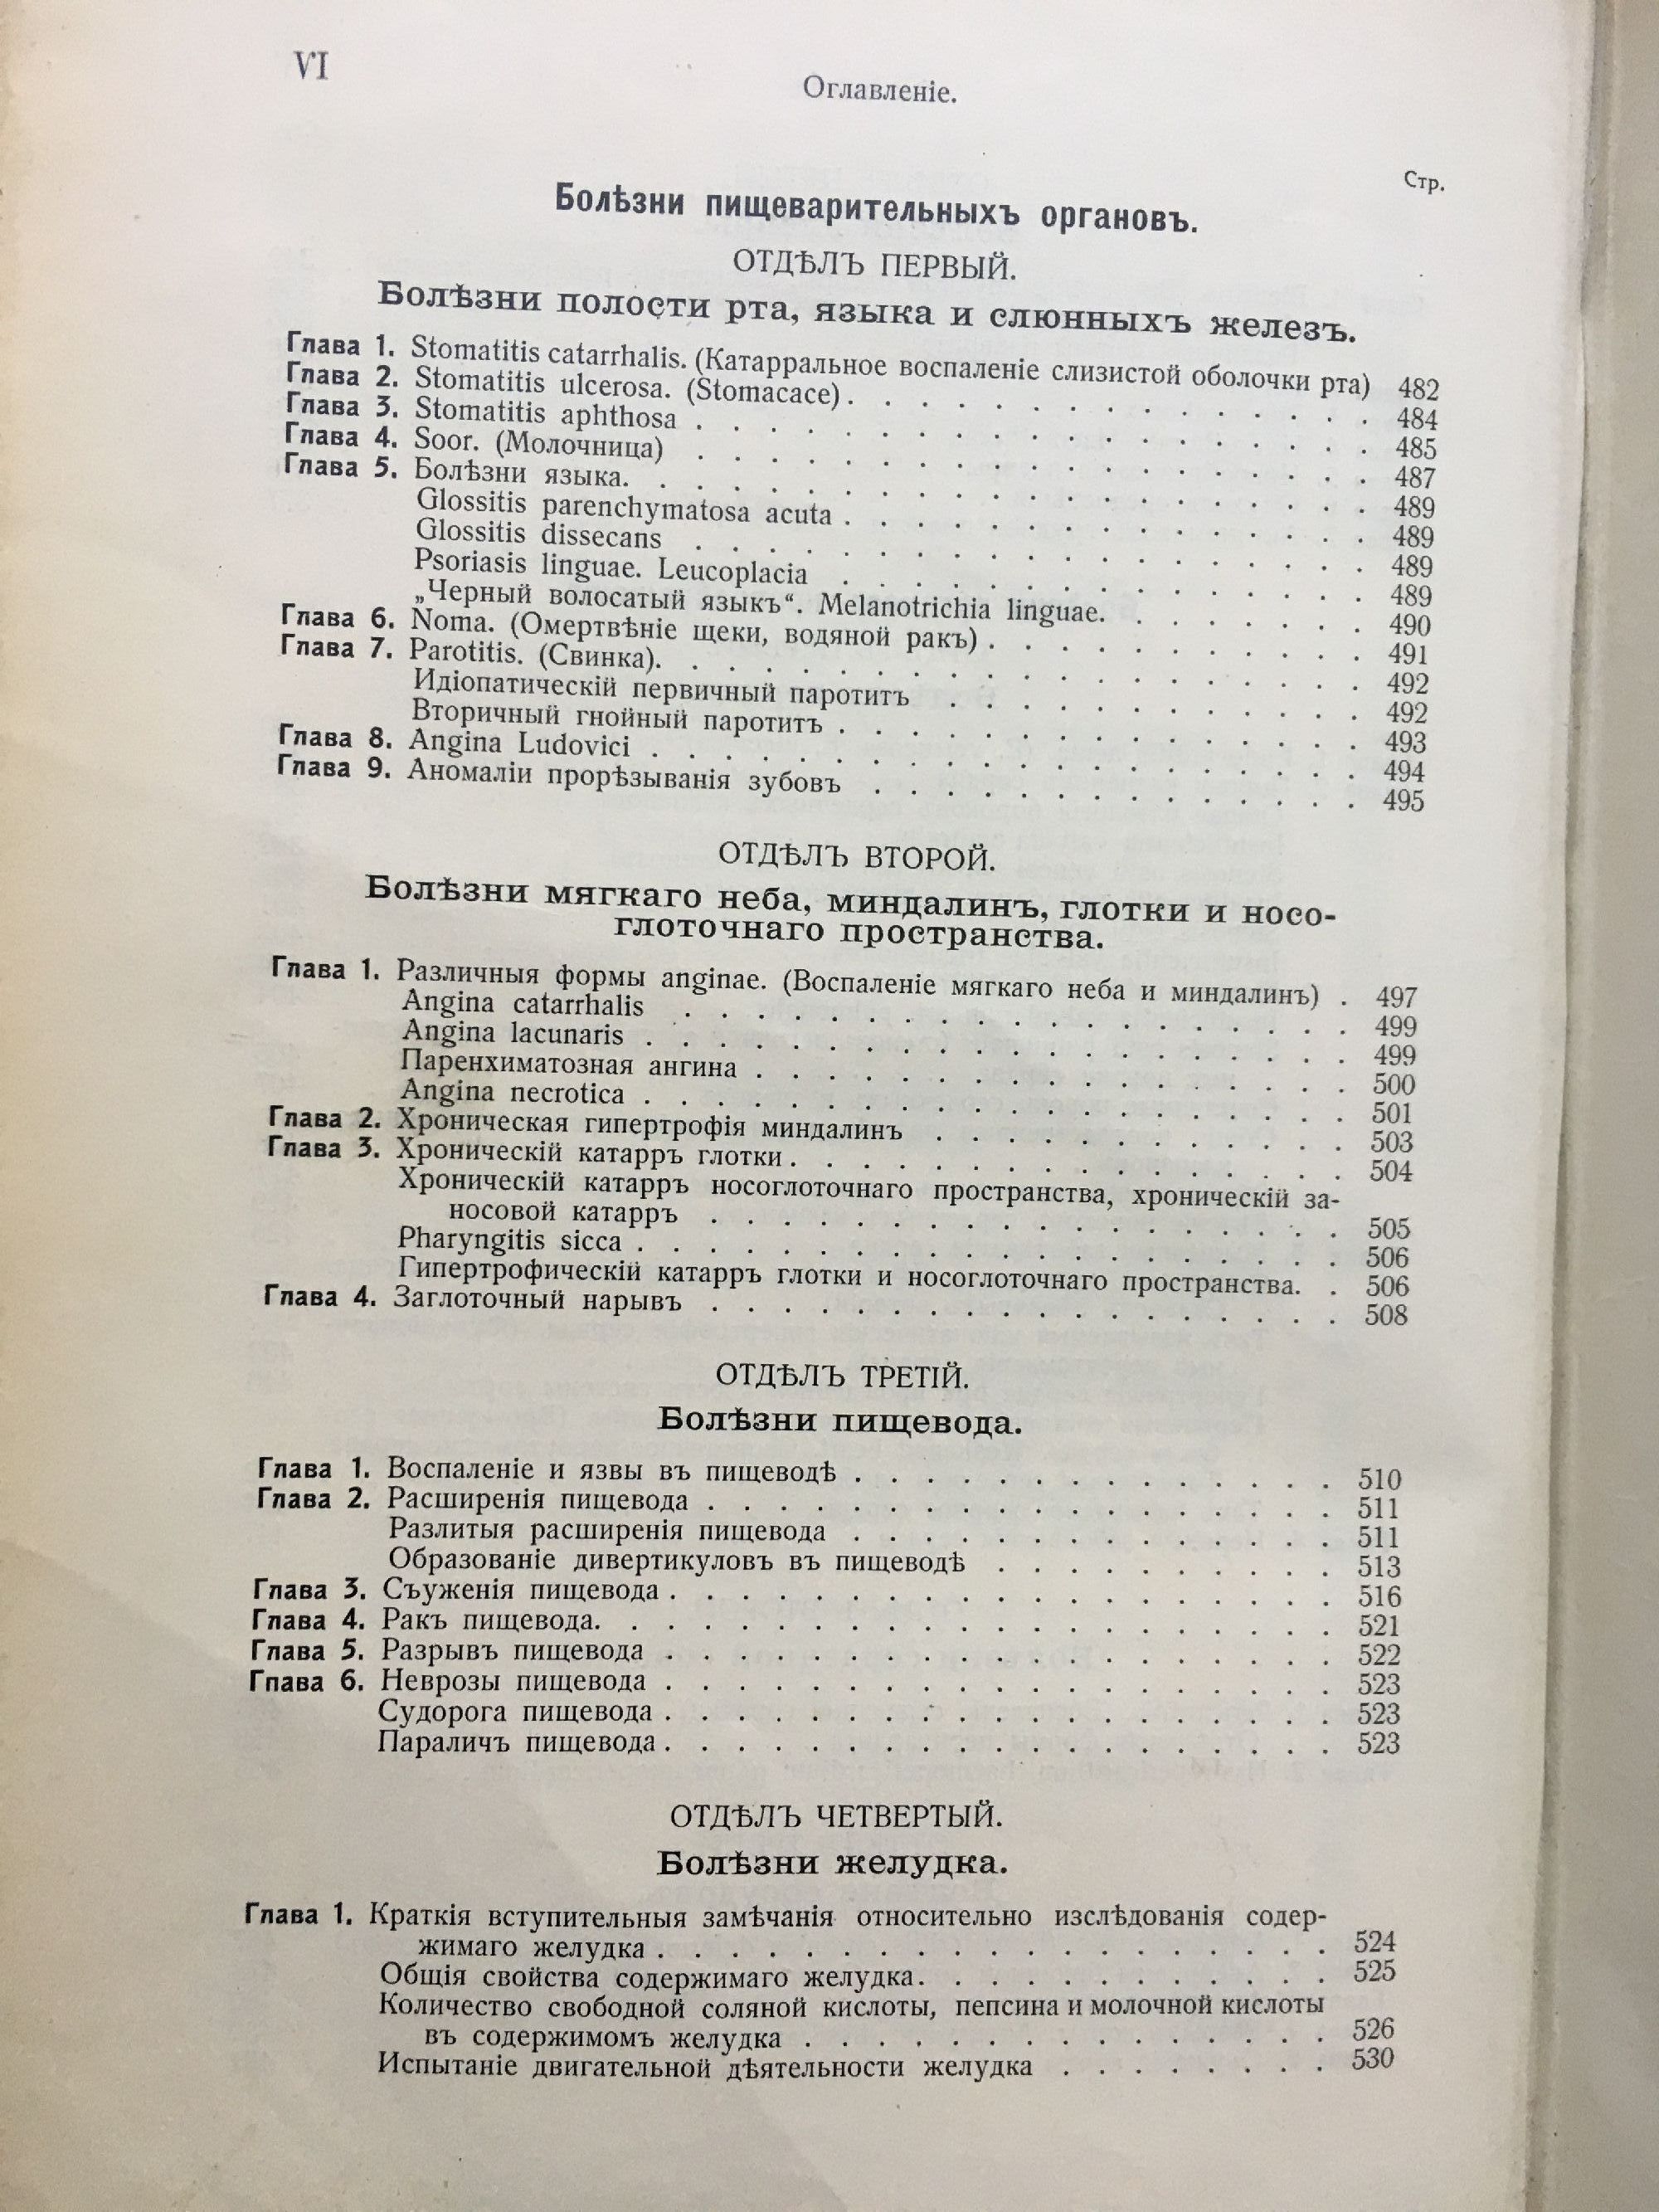 VI
Оглавленіе.
Стр.
Болѣзни пищеварительныхъ органовъ.
ОТДѢЛЪ ПЕРВЫЙ.
Болѣзни полости рта, языка и слюнныхъ железъ.
Глава 1. Stomatitis catarrhalis. (Катарральное воспаленіе слизистой оболочки рта) 482
Глава 2. Stomatitis ulcerosa. (Stomacace) . . . . . . . . . . . . . . . 484
Глава 3. Stomatitis aphthosa . . . . . . . . . . . . . . . . . . . 485
Глава 4. Soor. (Молочница) . . . . . . . . . . . . . . . . . . . 487
Глава 5. Болѣзни языка. . . . . . . . . . . . . . . . . . . . . 489
Glossitis parenchymatosa acuta . . . . . . . . . . . . . . . 489
Glossitis dissecans . . . . . . . . . . . . . . . . . . . 489
Psoriasis linguae. Leucoplacia . . . . . . . . . . . . . . . 489
„Черный волосатый языкъ“. Melanotrichia linguae. . . . . . . . 490
Глава 6. Noma. (Омертвѣніе щеки, водяной ракъ) . . . . . . . . . . . 491
Глава 7. Parotitis. (Свинка). . . . . . . . . . . . . . . . . . . . 492
Идіопатическій первичный паротитъ . . . . . . . . . . . . 492
Вторичный гнойный паротитъ . . . . . . . . . . . . . . . 493
Глава 8. Angina Ludovici . . . . . . . . . . . . . . . . . . . . 494
Глава 9. Аномаліи прорѣзыванія зубовъ . . . . . . . . . . . . . . 495
ОТДѢЛЪ ВТОРОЙ.
Болѣзни мягкаго неба, миндалинъ, глотки и носо-
глоточнаго пространства.
Глава 1. Различныя формы anginae. (Воспаленіе мягкаго неба и миндалинъ) . 497
Angina catarrhalis . . . . . . . . . . . . . . . . . . . 499
Angina lacunaris . . . . . . . . . . . . . . . . . . . . 499
Паренхиматозная ангина . . . . . . . . . . . . . . . . . 500
Angina necrotica . . . . . . . . . . . . . . . . . . . . 501
Глава 2. Хроническая гипертрофія миндалинъ . . . . . . . . . . . . 503
Глава 3. Хроническій катарръ глотки . . . . . . . . . . . . . . . . 504
Хроническій катарръ носоглоточнаго пространства, хроническій за-
носовой катарръ . . . . . . . . . . . . . . . . . . 505
Pharyngitis sicca . . . . . . . . . . . . . . . . . . . . 506
Гипертрофическій катарръ глотки и носоглоточнаго пространства. . 506
Глава 4. Заглоточный нарывъ . . . . . . . . . . . . . . . . . . 508
ОТДѢЛЪ ТРЕТІЙ.
Болѣзни пищевода.
Глава 1. Воспаленіе и язвы въ пищеводѣ . . . . . . . . . . . . . . 510
Глава 2. Расширенія пищевода . . . . . . . . . . . . . . . . . . 511
Разлитыя расширенія пищевода . . . . . . . . . . . . . . 511
Образованіе дивертикуловъ въ пищеводѣ . . . . . . . . . . 513
Глава 3. Съуженія пищевода . . . . . . . . . . . . . . . . . . . 516
Глава 4. Ракъ пищевода. . . . . . . . . . . . . . . . . . . . . 521
Глава 5. Разрывъ пищевода . . . . . . . . . . . . . . . . . . . 522
Глава 6. Неврозы пищевода . . . . . . . . . . . . . . . . . . . 523
Судорога пищевода . . . . . . . . . . . . . . . . . . . 523
Параличъ пищевода . . . . . . . . . . . . . . . . . . . 523
ОТДѢЛЪ ЧЕТВЕРТЫЙ.
Болѣзни желудка.
Глава 1. Краткія вступительныя замѣчанія относительно изслѣдованія содер-
жимаго желудка . . . . . . . . . . . . . . . . . . . 524
Общія свойства содержимаго желудка. . . . . . . . . . . . 525
Количество свободной соляной кислоты, пепсина и молочной кислоты
въ содержимомъ желудка . . . . . . . . . . . . . . . 526
Испытаніе двигательной дѣятельности желудка . . . . . . . . 530